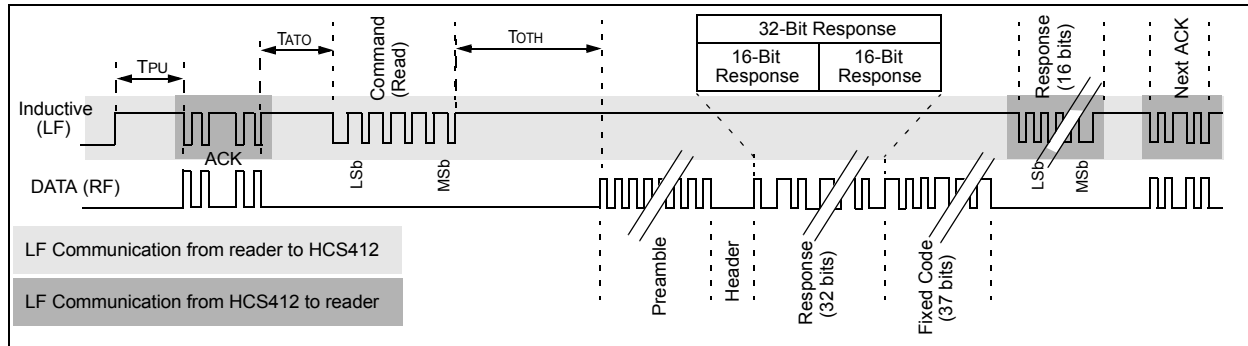 32-Bit Response
16-Bit
Response
16-Bit
Response
TPU
TATO
Command
(Read)
TOTH
Response
(16 bits)
Next ACK
Inductive
(LF)
ACK
LSb
MSb
LSb
MSb
DATA (RF)
LF Communication from reader to HCS412
LF Communication from HCS412 to reader
Preamble
Header
Response
(32 bits)
Fixed Code
(37 bits)